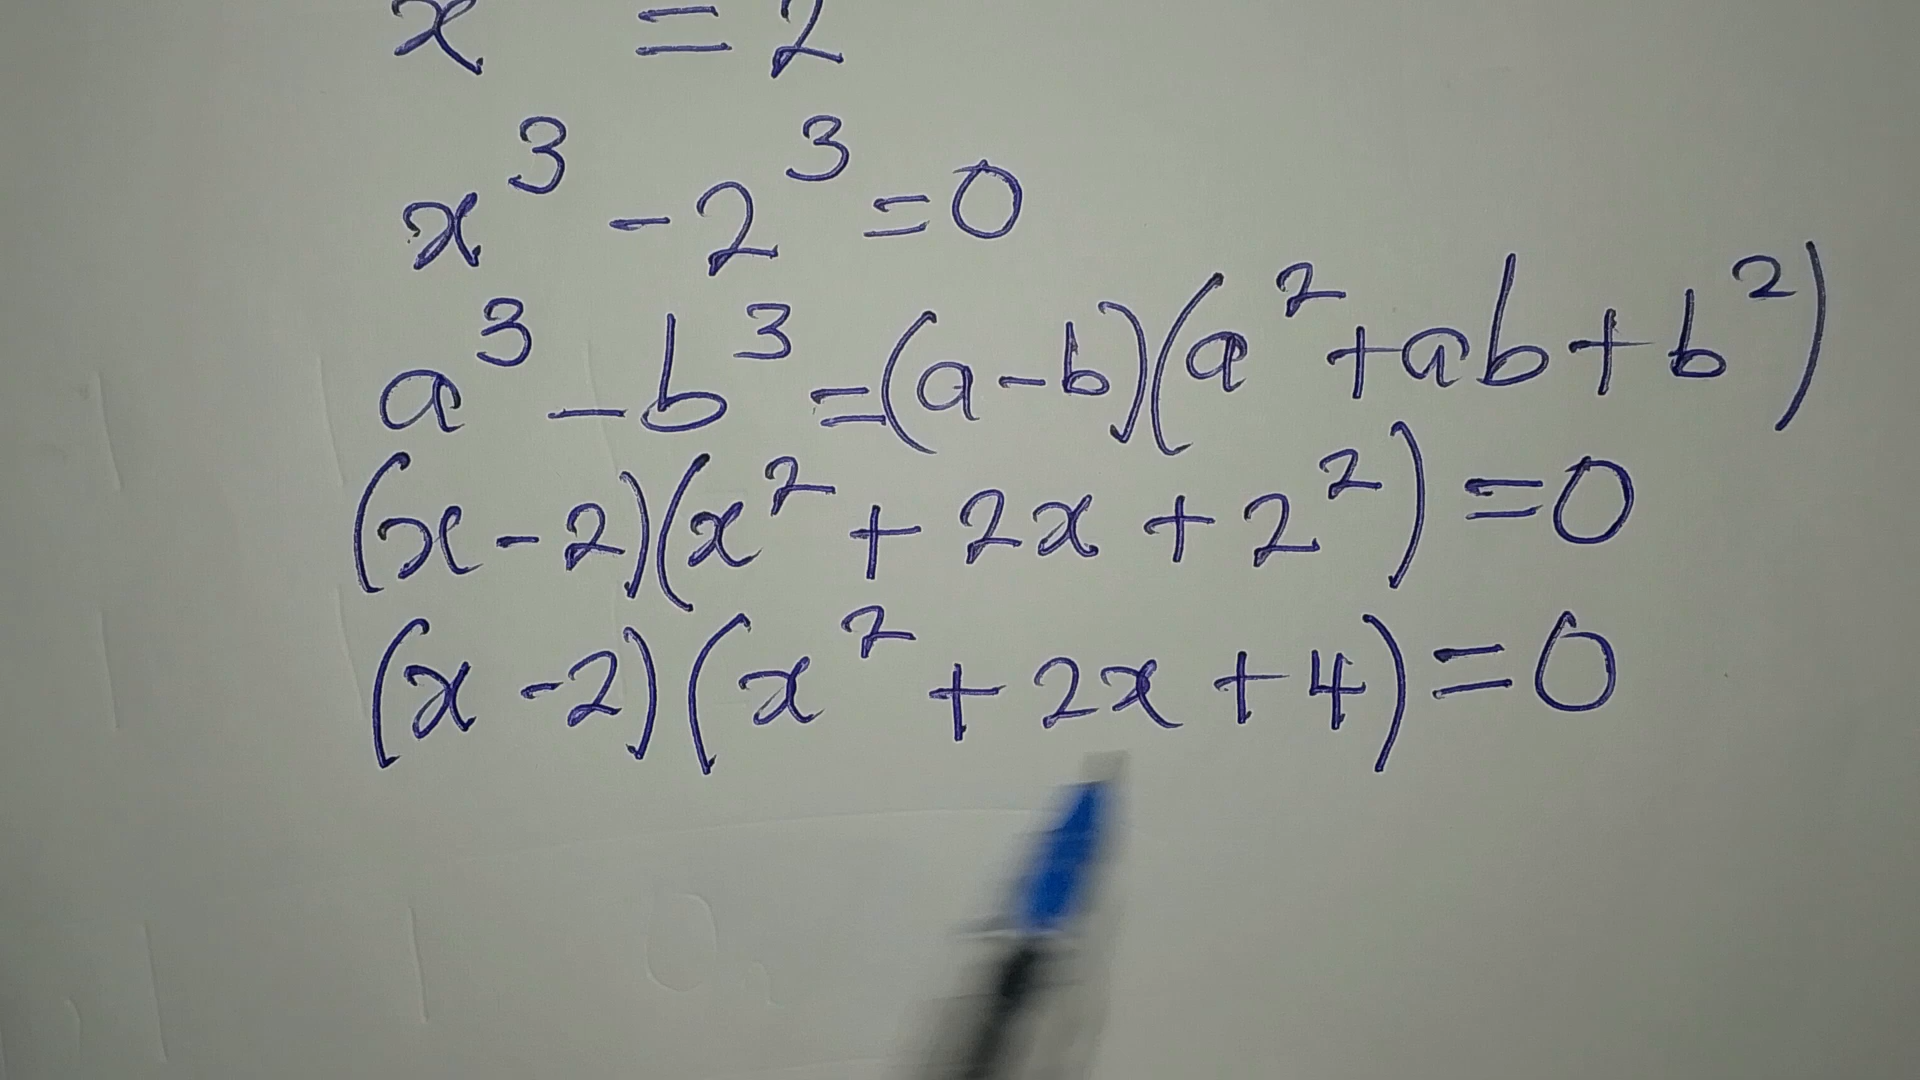 x = 2
x³ - 2³ = 0
a³ - b³ = (a - b)(a² + ab + b²)
(x - 2)(x² + 2x + 2²) = 0
(x - 2)(x² + 2x + 4) = 0